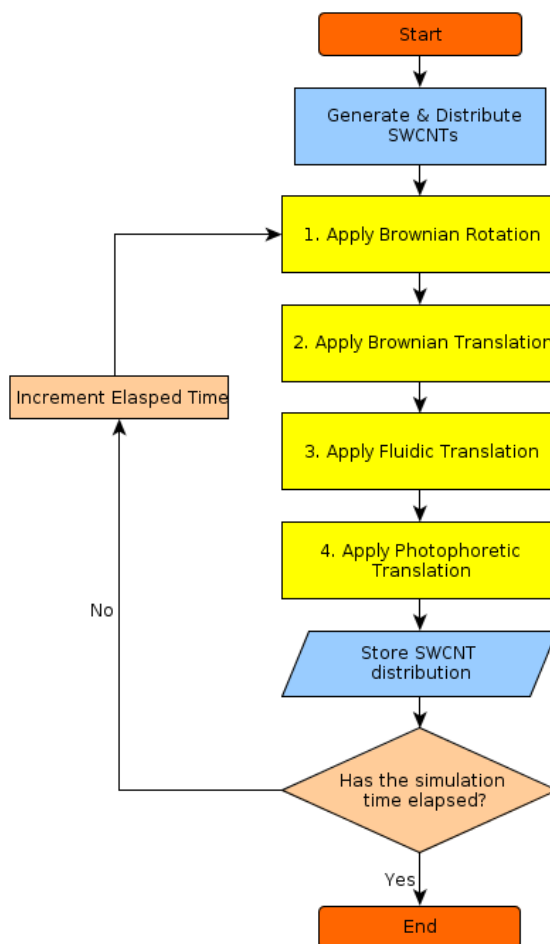 Start
Generate & Distribute
SWCNTs
1. Apply Brownian Rotation
2. Apply Brownian Translation
Increment Elasped Time
3. Apply Fluidic Translation
4. Apply Photophoretic
Translation
No
Store SWCNT
distribution
Has the simulation
time elapsed?
Yes
End